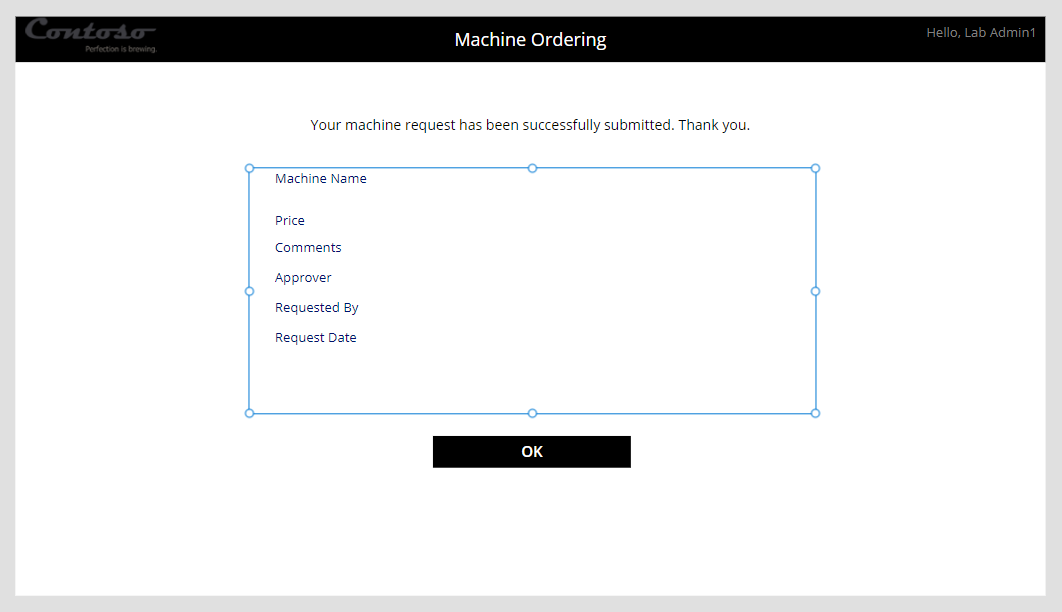 Contoso
Perfection is brewing.
Machine Ordering
Hello, Lab Admin1
Your machine request has been successfully submitted. Thank you.
Machine Name
Price
Comments
Approver
Requested By
Request Date
OK